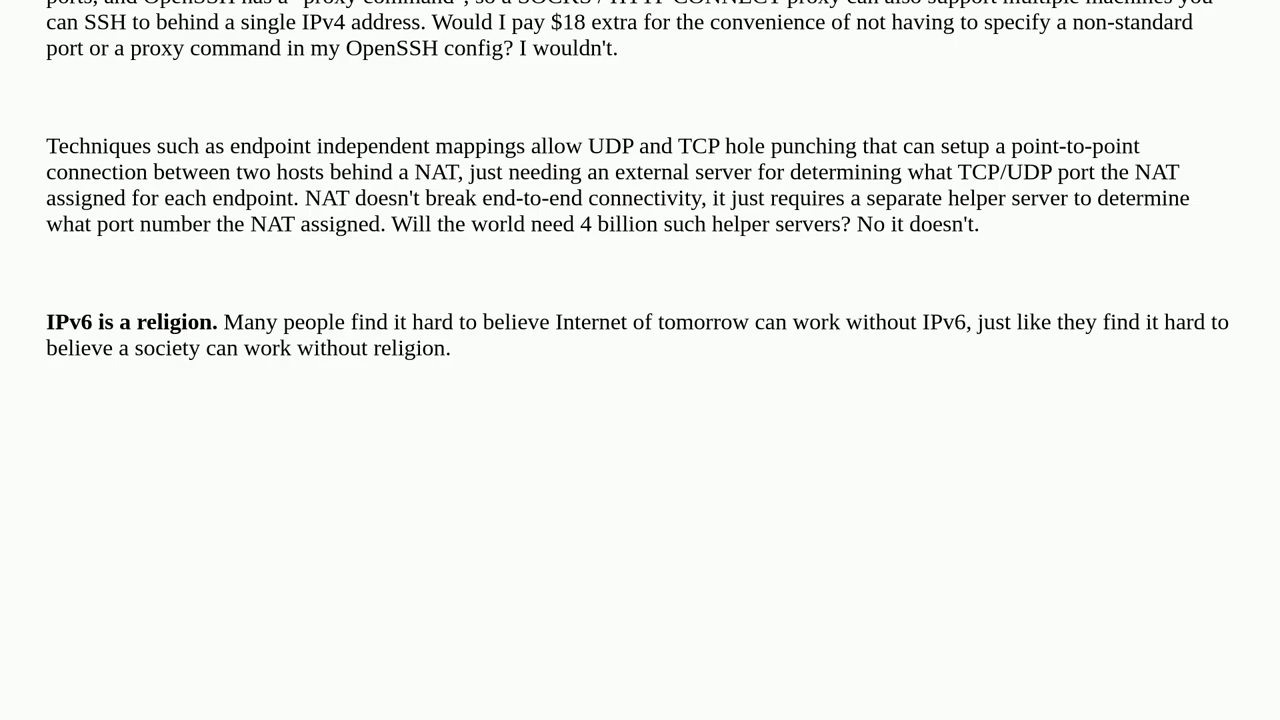 can SSH to behind a single IPv4 address. Would I pay $18 extra for the convenience of not having to specify a non-standard
port or a proxy command in my OpenSSH config? I wouldn't.
Techniques such as endpoint independent mappings allow UDP and TCP hole punching that can setup a point-to-point
connection between two hosts behind a NAT, just needing an external server for determining what TCP/UDP port the NAT
assigned for each endpoint. NAT doesn't break end-to-end connectivity, it just requires a separate helper server to determine
what port number the NAT assigned. Will the world need 4 billion such helper servers? No it doesn't.
IPv6 is a religion. Many people find it hard to believe Internet of tomorrow can work without IPv6, just like they find it hard to
believe a society can work without religion.